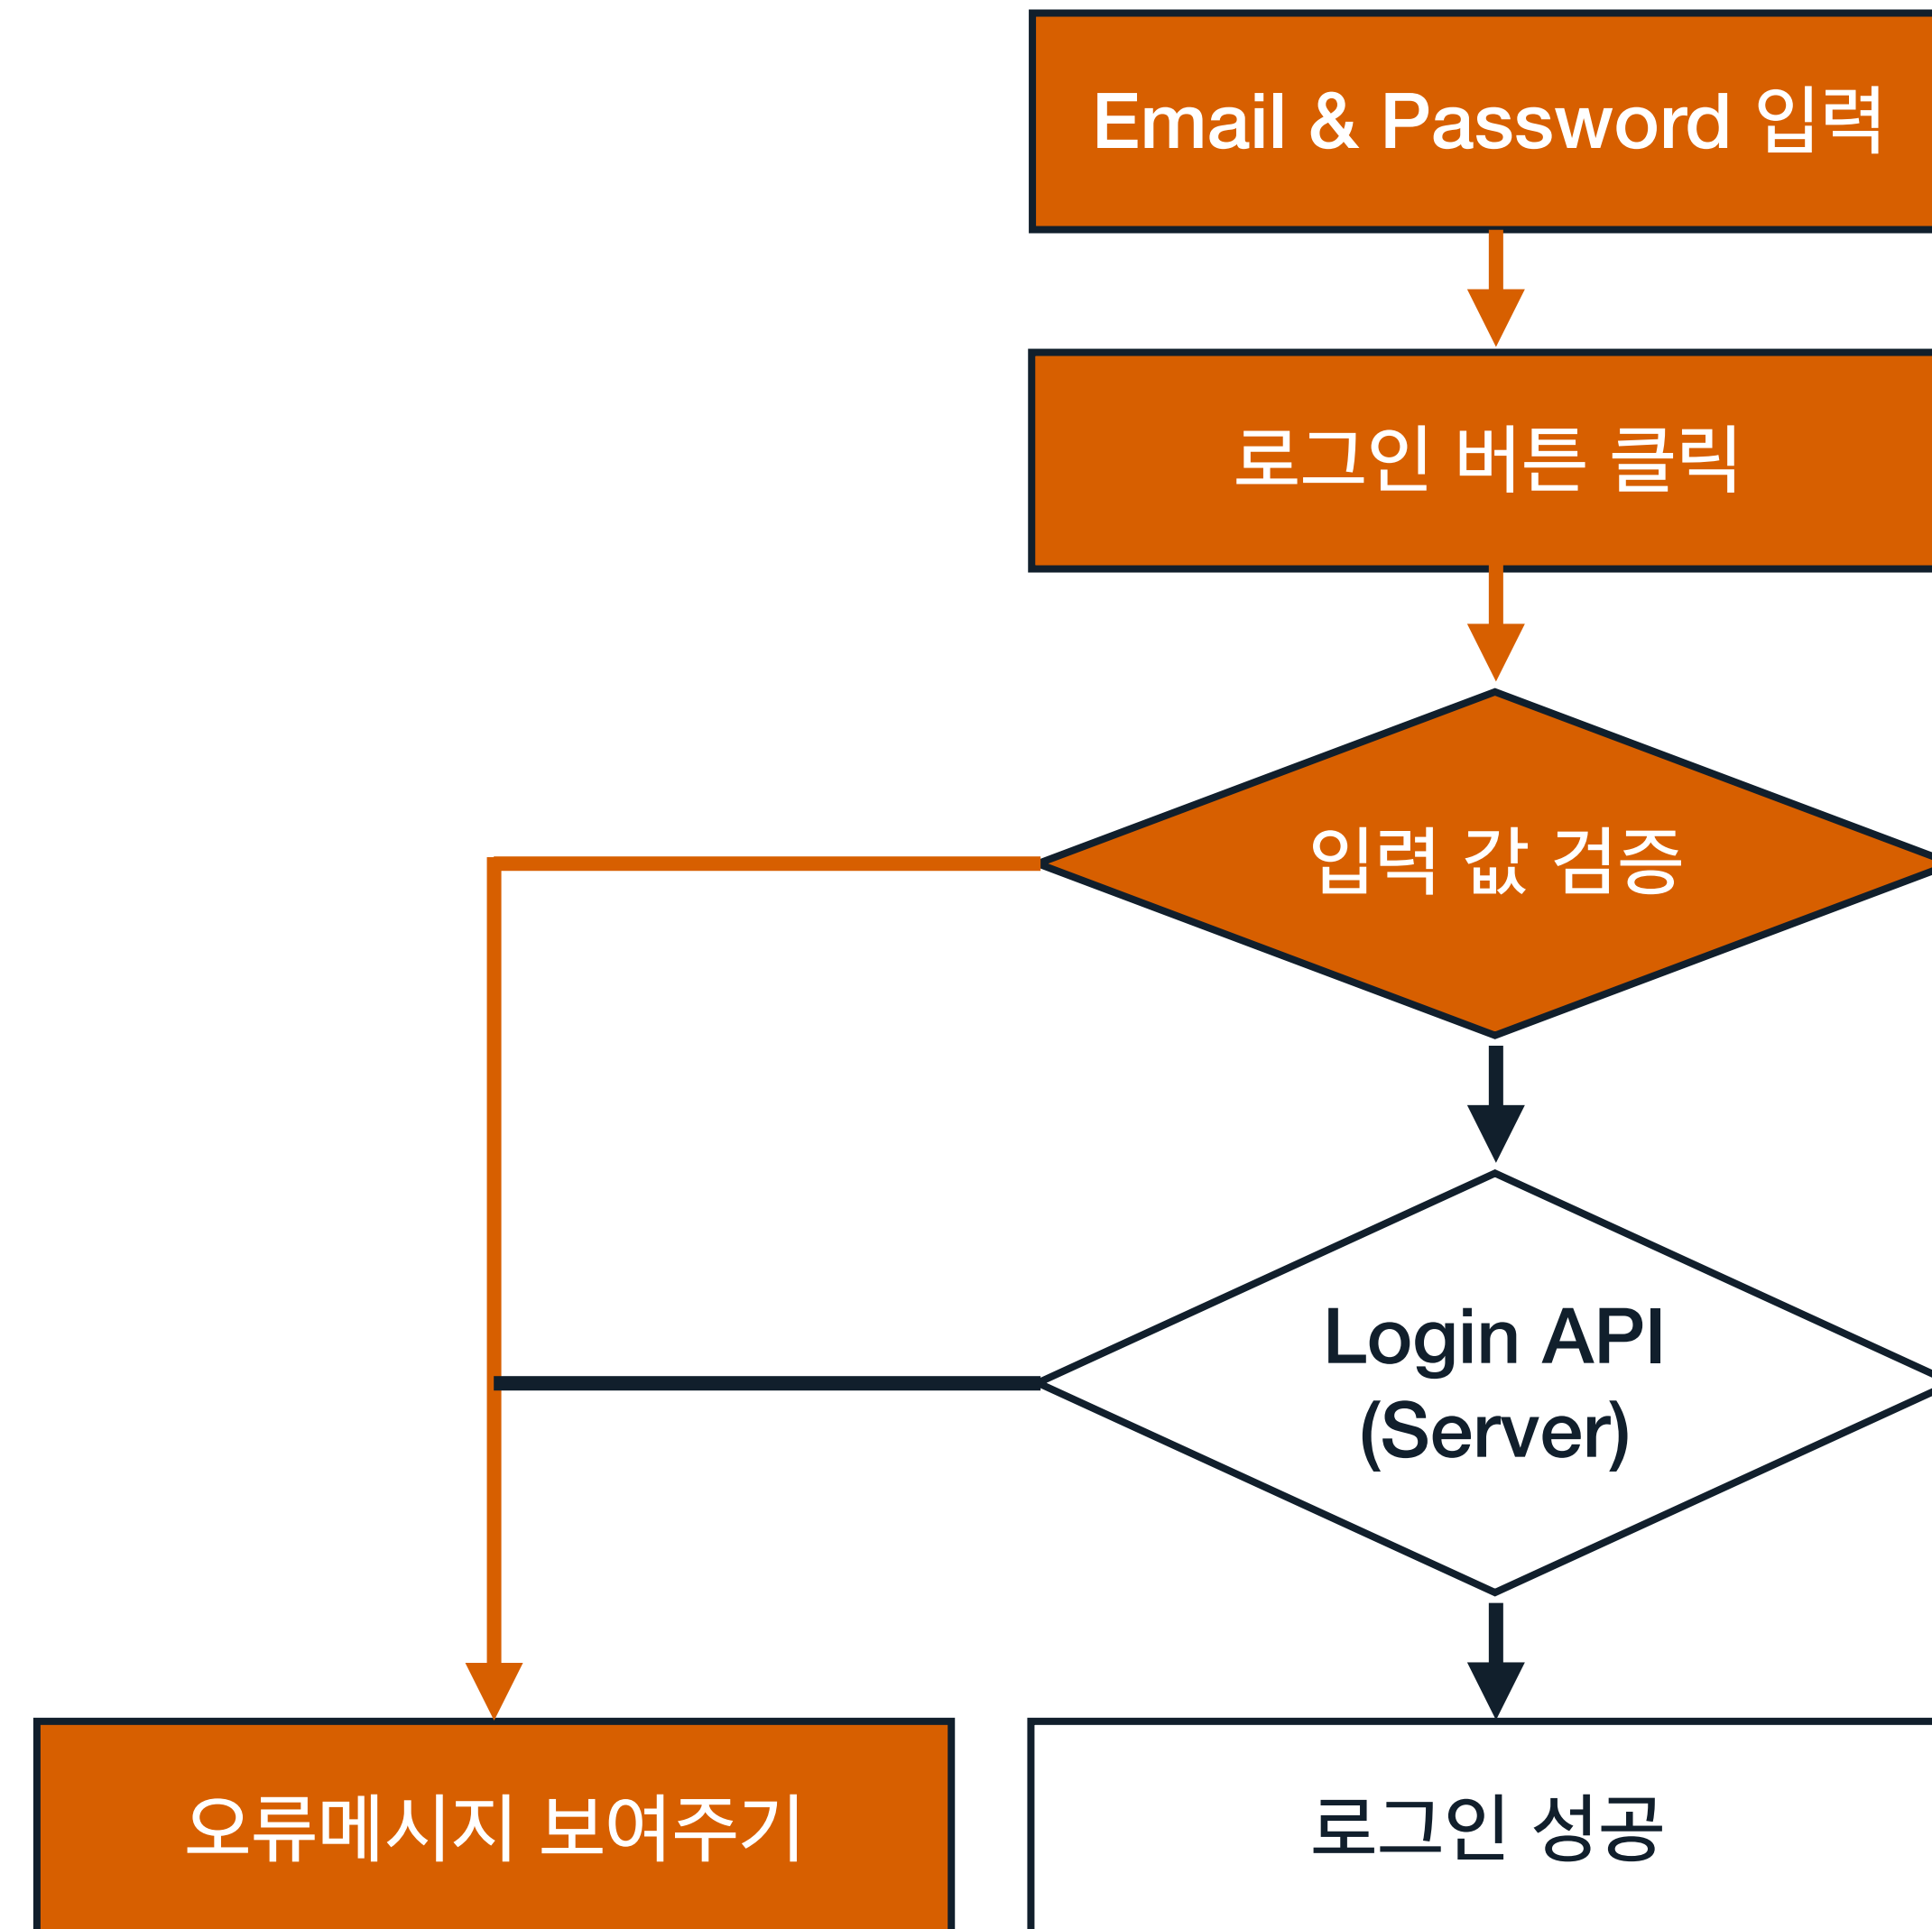 Email & Password 입력
로그인 버튼 클릭
입력 값 검증
Login API
(Server)
오류메시지 보여주기
로그인 성공